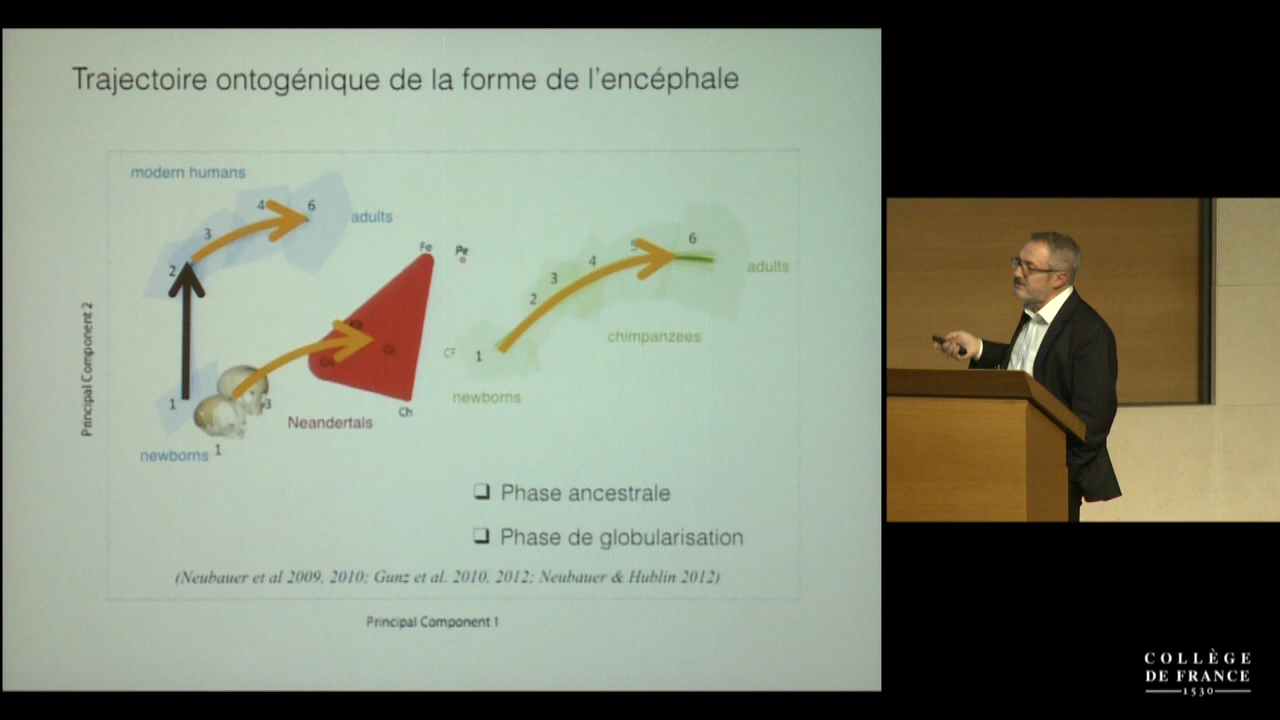 Trajectoire ontogénique de la forme de l'encéphale
modern humans
4
6
adults
3
2
Fe
Pe
6
5
4
adults
3
2
Principal Component 2
chimpanzees
CF
1
newborns
1
3
Ch
Neandertals
newborns
1
❑ Phase ancestrale
❑ Phase de globularisation
(Neubauer et al 2009, 2010; Gunz et al. 2010, 2012; Neubauer & Hublin 2012)
Principal Component 1
COLLÈGE
DE FRANCE
1530